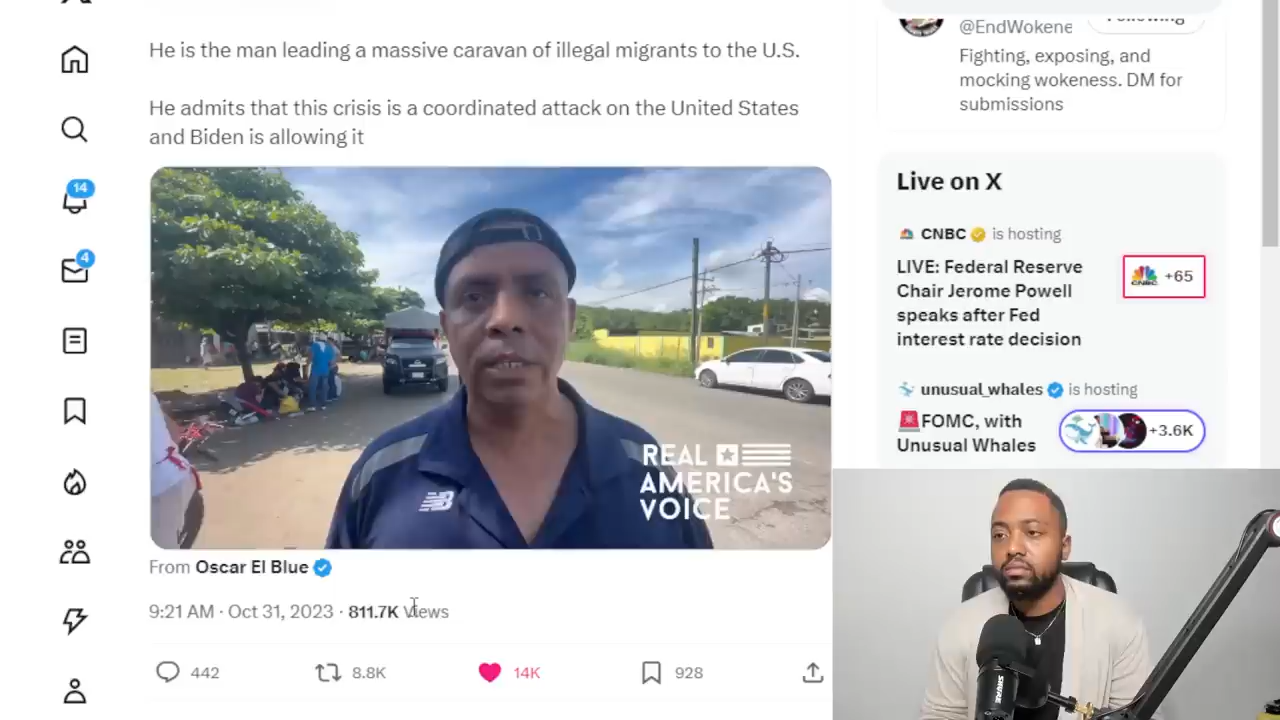 He is the man leading a massive caravan of illegal migrants to the U.S.
He admits that this crisis is a coordinated attack on the United States
and Biden is allowing it
REAL
AMERICA'S
VOICE
From Oscar El Blue
9:21 AM · Oct 31, 2023 · 811.7K Views
442
8.8K
14K
928
14
4
@EndWokene
Following
Fighting, exposing, and
mocking wokeness. DM for
submissions
Live on X
CNBC is hosting
LIVE: Federal Reserve
Chair Jerome Powell
speaks after Fed
interest rate decision
CNBC
+65
unusual_whales is hosting
🚨FOMC, with
Unusual Whales
+3.6K
SHURE